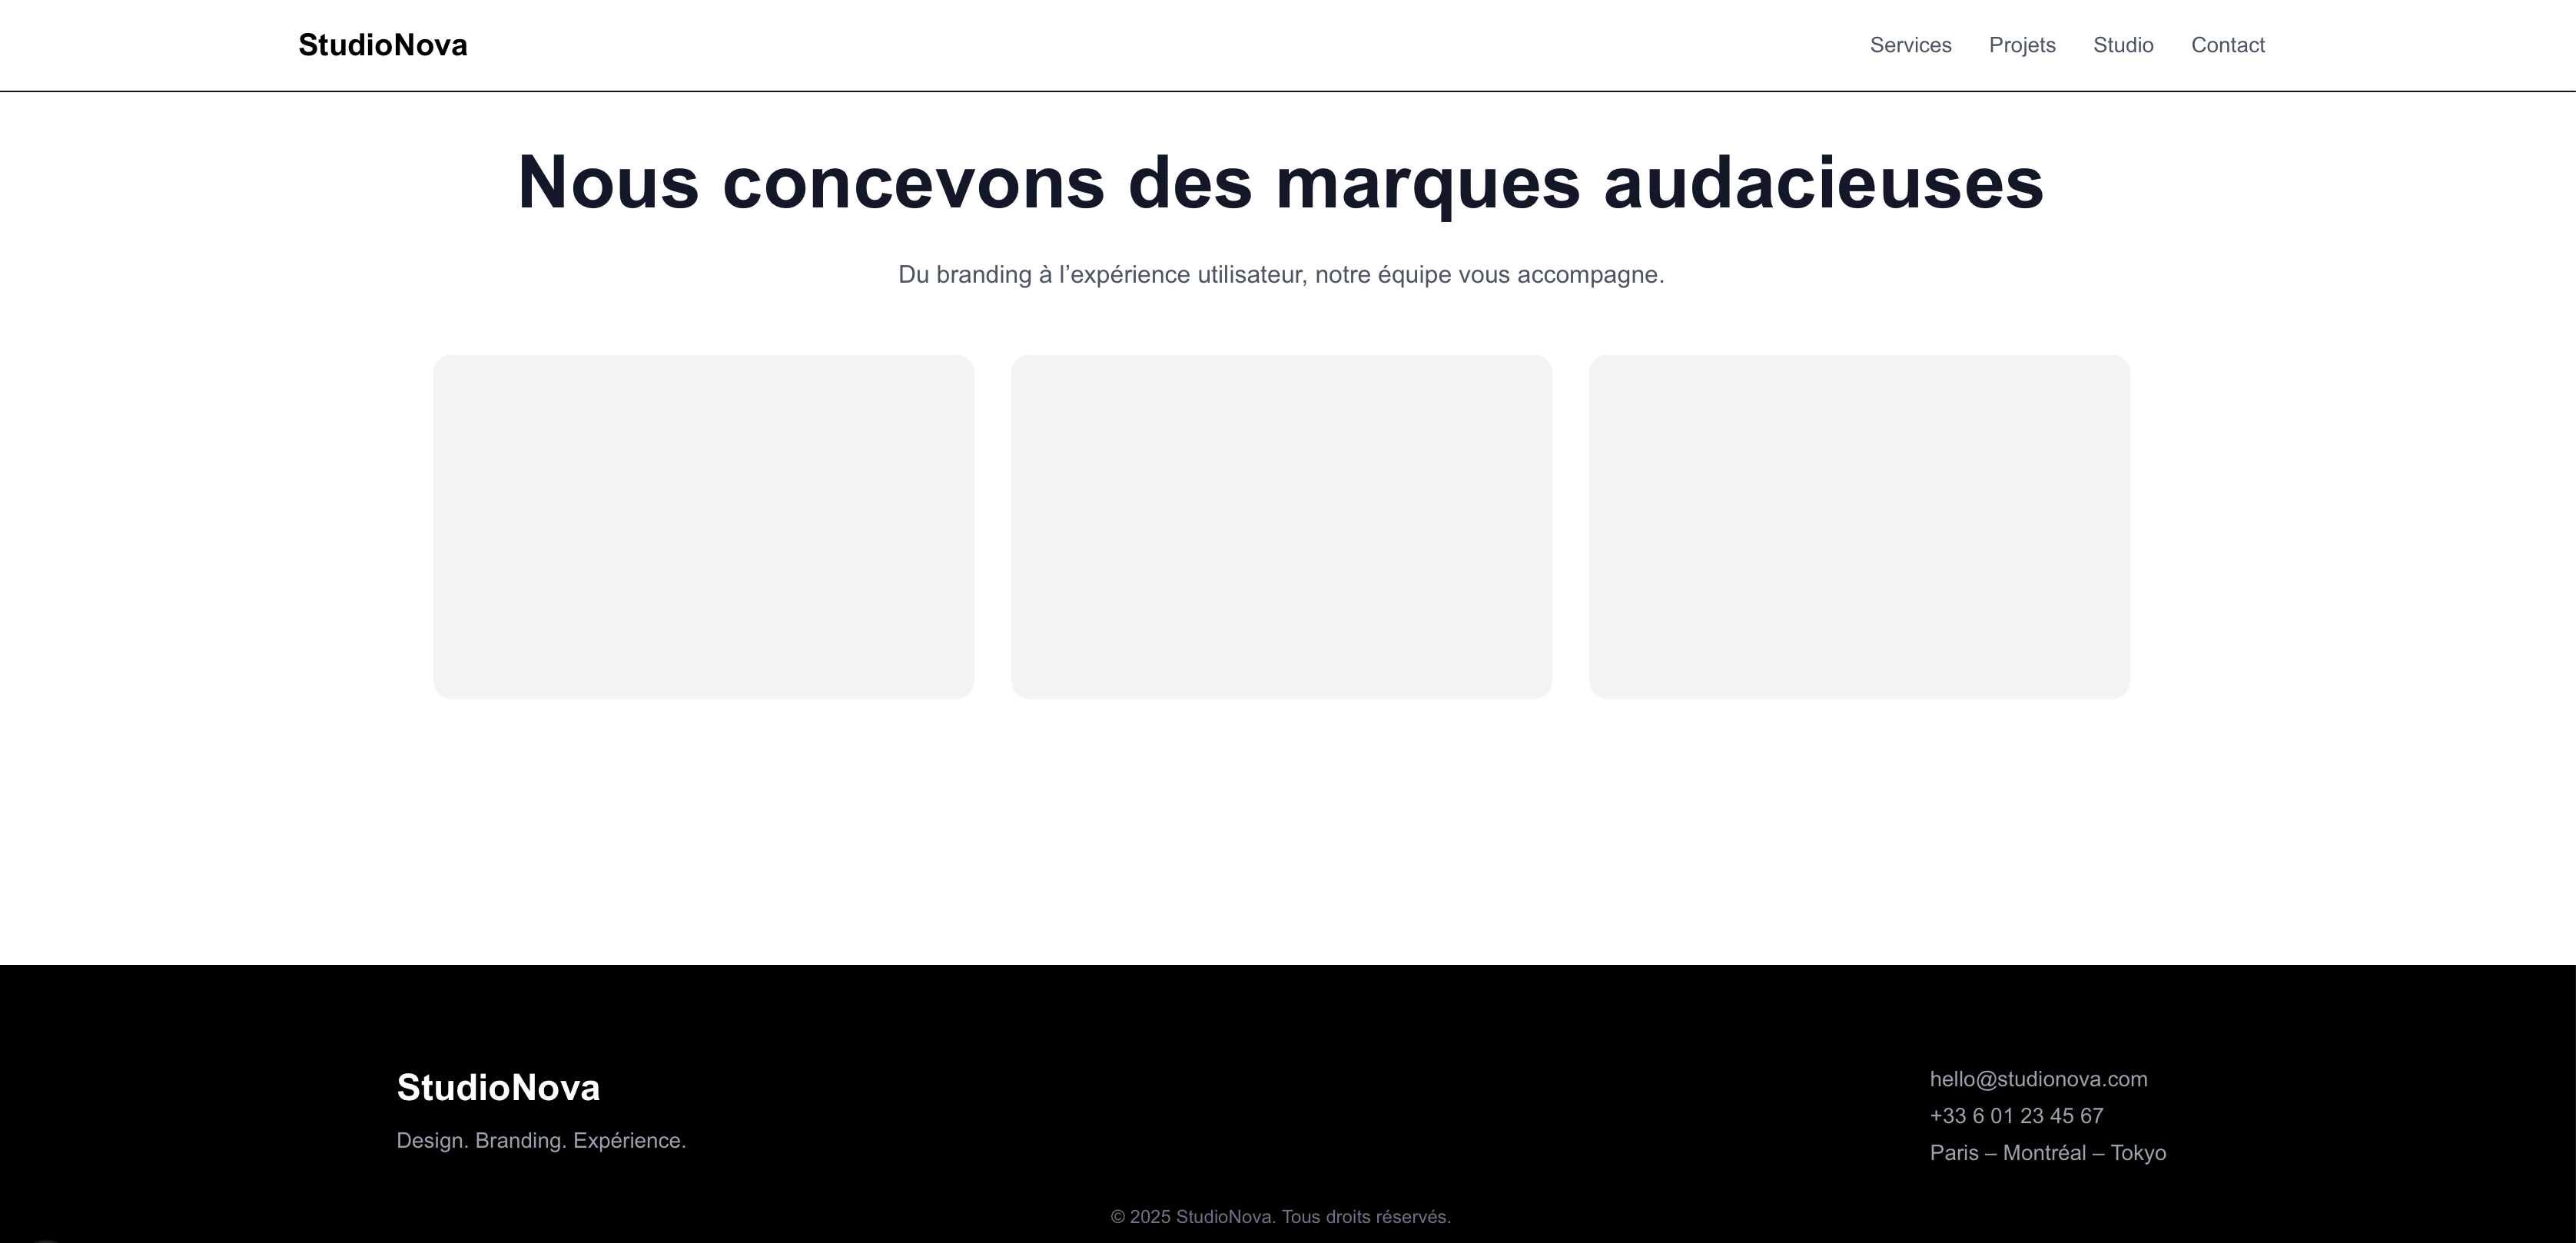 StudioNova
Services Projets Studio Contact
Nous concevons des marques audacieuses
Du branding à l’expérience utilisateur, notre équipe vous accompagne.
StudioNova
Design. Branding. Expérience.
hello@studionova.com
+33 6 01 23 45 67
Paris – Montréal – Tokyo
© 2025 StudioNova. Tous droits réservés.